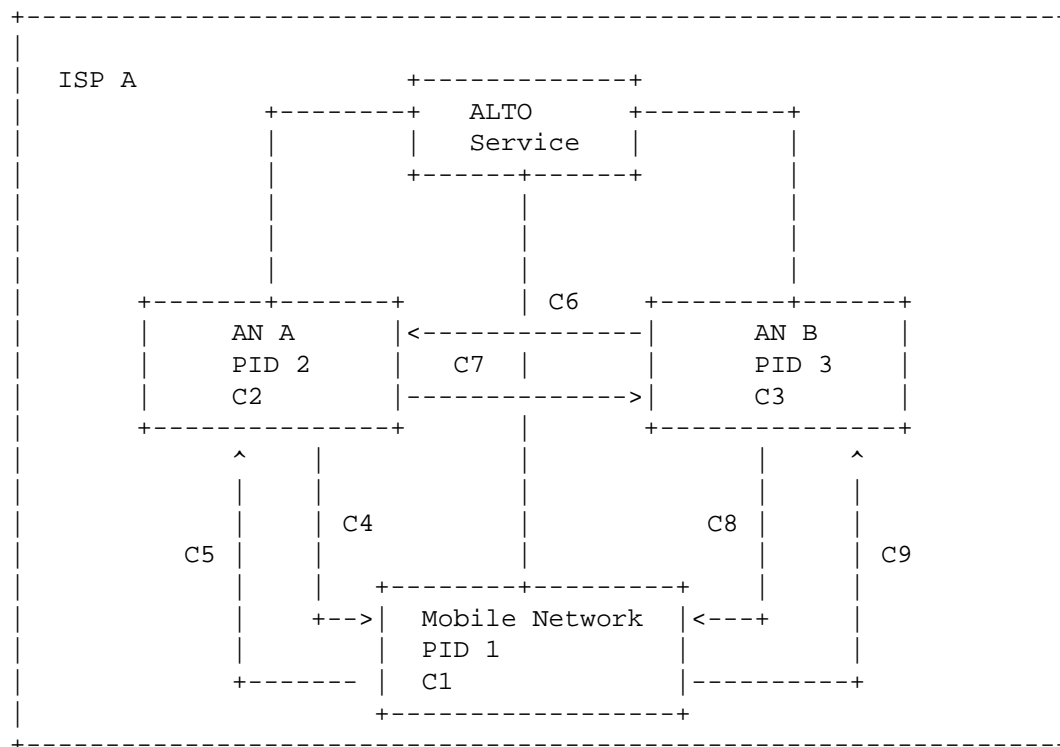 ISP A
ALTO
Service
C6
AN A
AN B
PID 2
C7
PID 3
C2
C3
C4
C8
C5
C9
Mobile Network
PID 1
C1